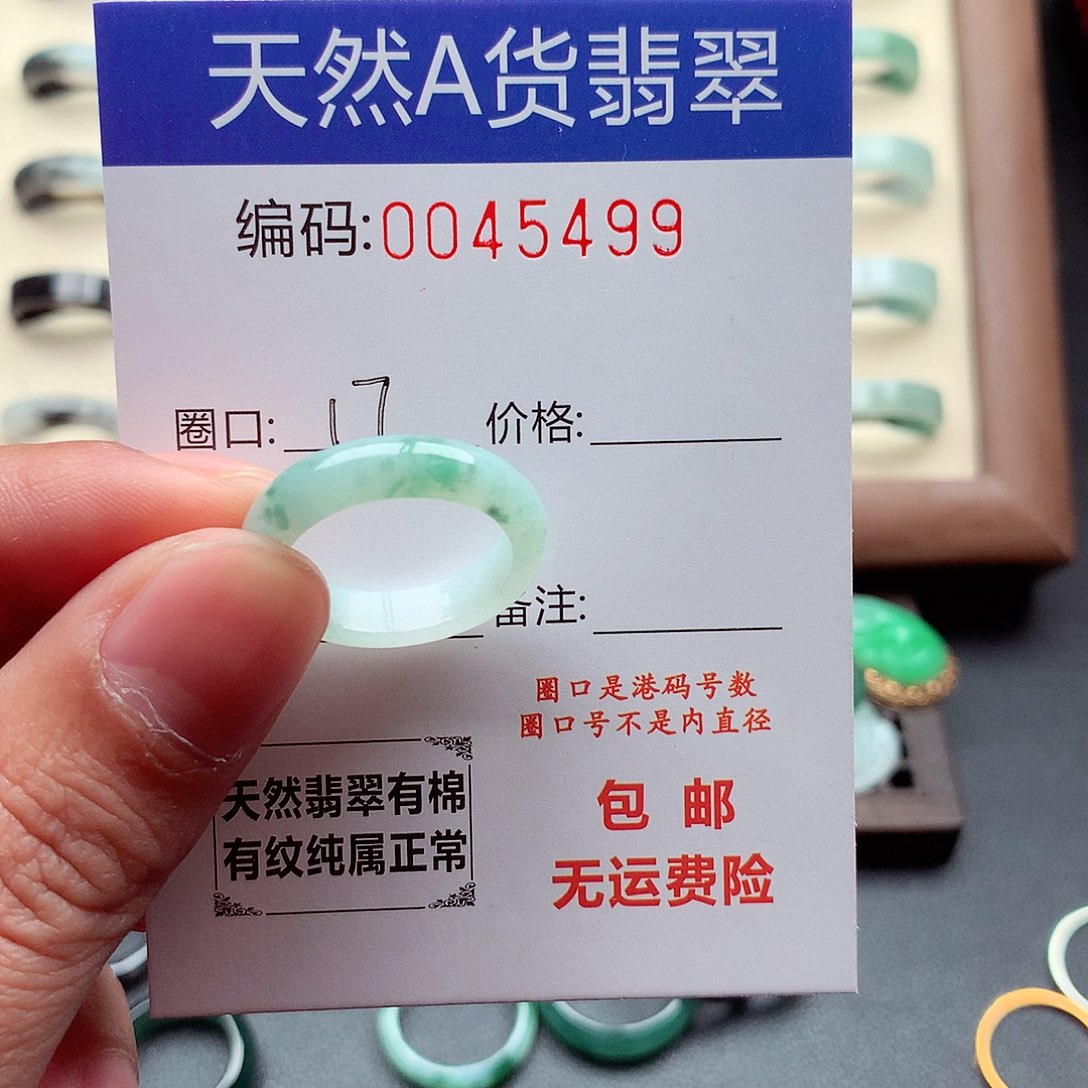 天然A货翡翠
编码:0045499
圈口: 17 价格:
备注:
圈口是港码号数
圈口号不是内直径
天然翡翠有棉
有纹纯属正常
包 邮
无运费险